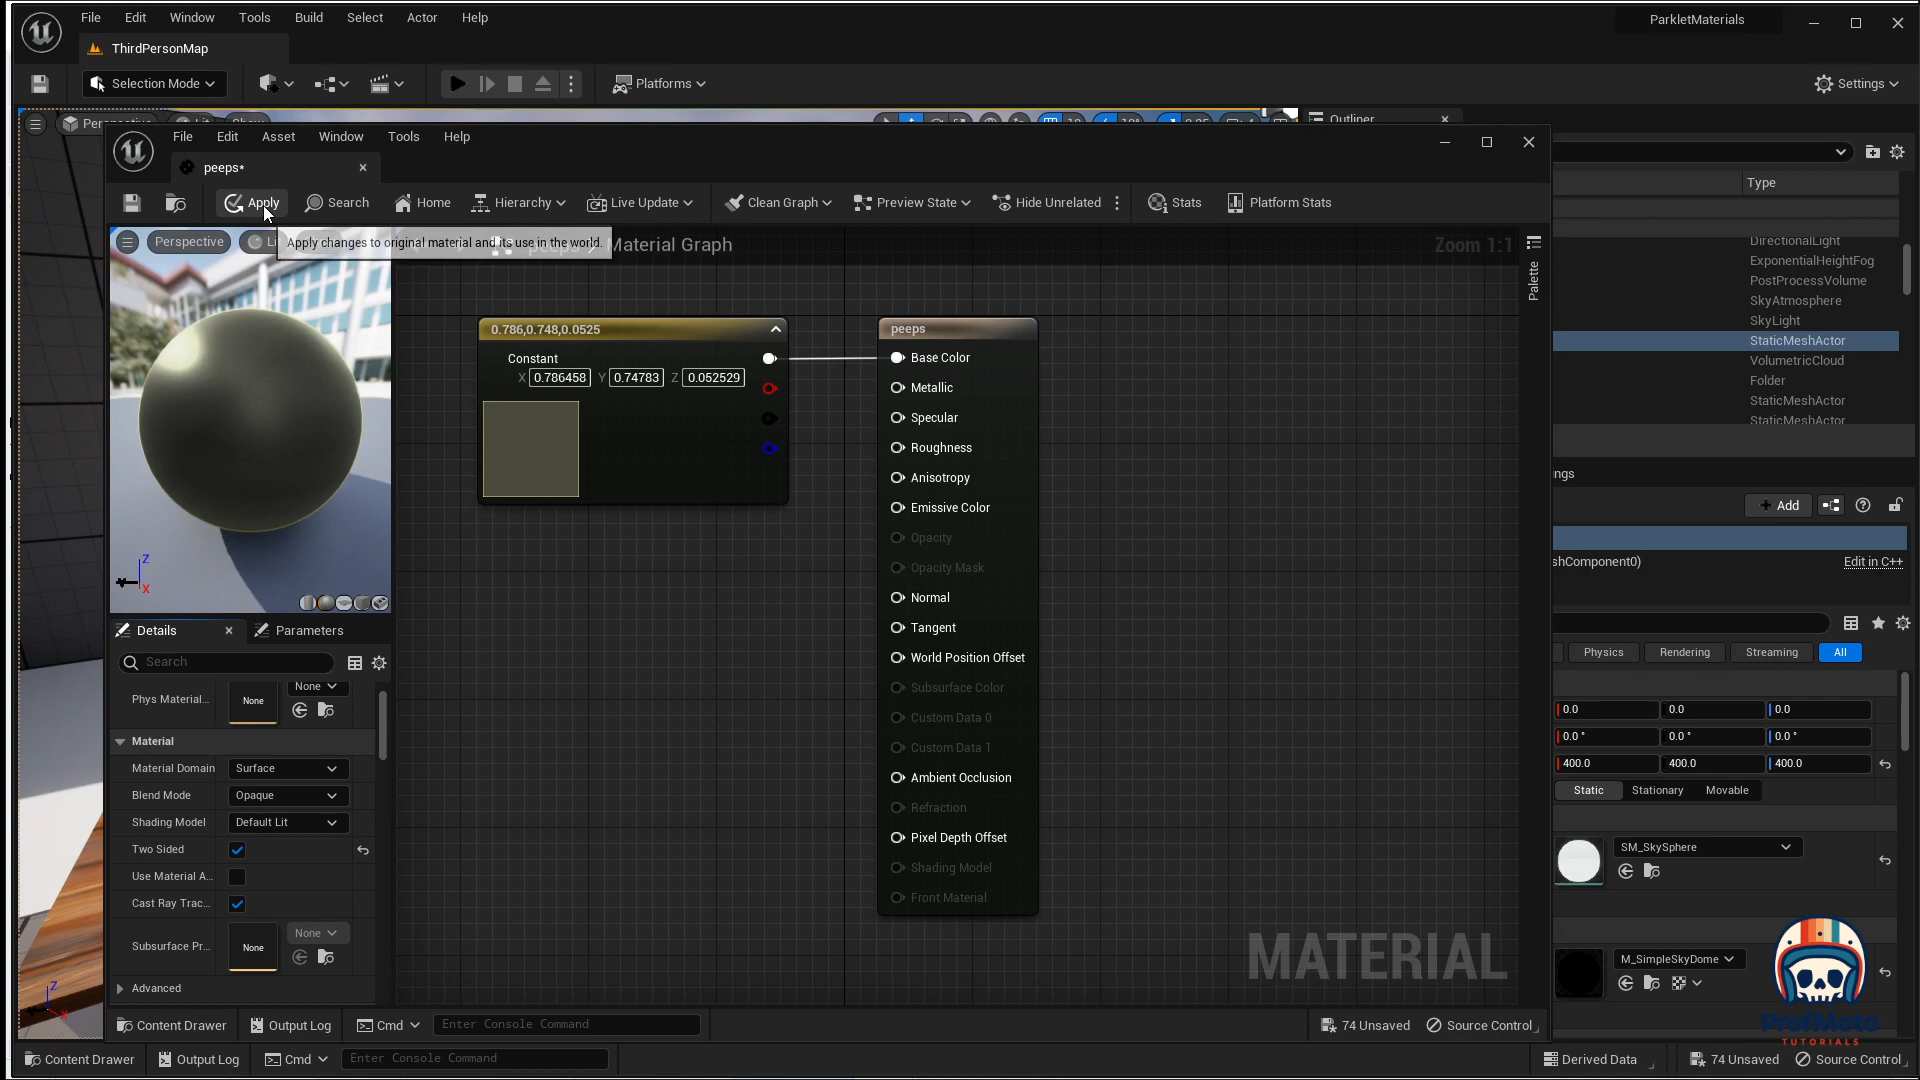 File Edit Window Tools Build Select Actor Help
ParkletMaterials
ThirdPersonMap
Selection Mode
Platforms
Settings
Outliner
File Edit Asset Window Tools Help
peeps*
Apply Search Home Hierarchy Live Update Clean Graph Preview State Hide Unrelated Stats Platform Stats
Type
Perspective
Apply changes to original material and its use in the world.
Material Graph
Zoom 1:1
Palette
DirectionalLight
ExponentialHeightFog
PostProcessVolume
SkyAtmosphere
SkyLight
StaticMeshActor
VolumetricCloud
Folder
StaticMeshActor
StaticMeshActor
0.786,0.748,0.0525
Constant
X 0.786458 Y 0.74783 Z 0.052529
peeps
Base Color
Metallic
Specular
Roughness
Anisotropy
Emissive Color
Opacity
Opacity Mask
Normal
Tangent
World Position Offset
Subsurface Color
Custom Data 0
Custom Data 1
Ambient Occlusion
Refraction
Pixel Depth Offset
Shading Model
Front Material
MATERIAL
Z
X
Details Parameters
Search
Phys Material... None None
Material
Material Domain Surface
Blend Mode Opaque
Shading Model Default Lit
Two Sided
Use Material A...
Cast Ray Trac...
Subsurface Pr... None None
Advanced
ings
Add
shComponent0) Edit in C++
Physics Rendering Streaming All
0.0 0.0 0.0
0.0 ° 0.0 ° 0.0 °
400.0 400.0 400.0
Static Stationary Movable
SM_SkySphere
M_SimpleSkyDome
ProfMoto
TUTORIALS
Z
X
Content Drawer Output Log Cmd Enter Console Command 74 Unsaved Source Control
Content Drawer Output Log Cmd Enter Console Command Derived Data 74 Unsaved Source Control